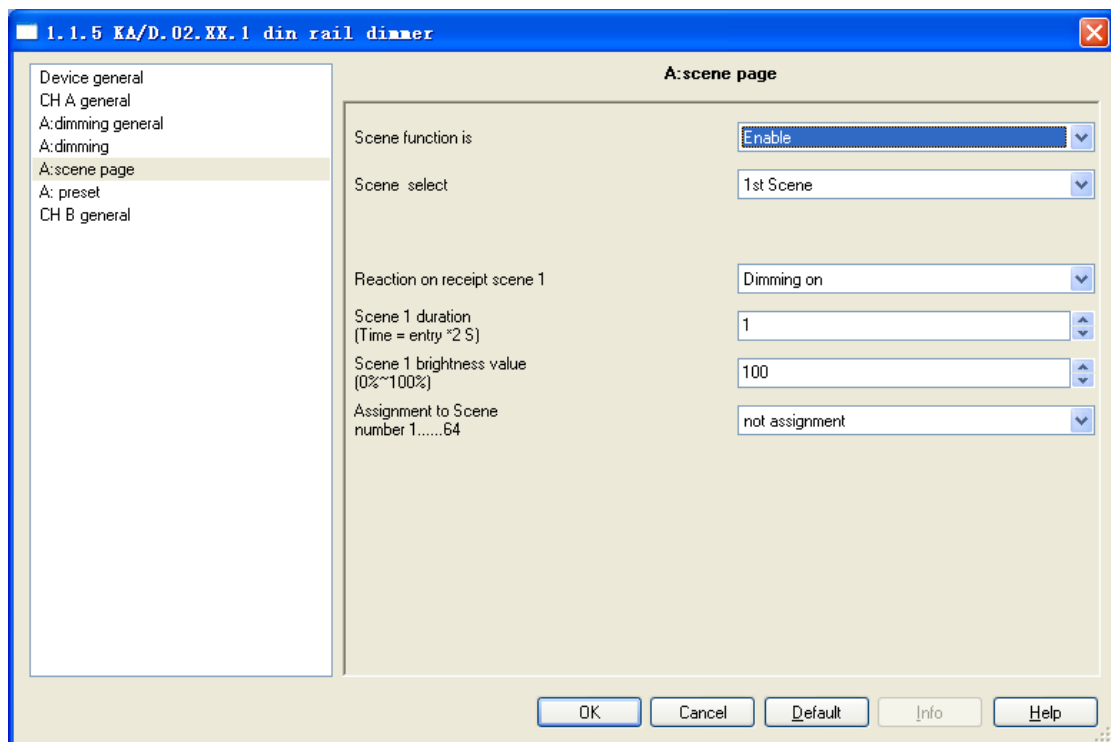 1.1.5 KA/D.02.XX.1 din rail dimmer
Device general
CH A general
A:dimming general
A:dimming
A:scene page
A: preset
CH B general
A:scene page
Scene function is
Enable
Scene  select
1st Scene
Reaction on receipt scene 1
Dimming on
Scene 1 duration
(Time = entry *2 S)
1
Scene 1 brightness value
(0%~100%)
100
Assignment to Scene
number 1......64
not assignment
OK
Cancel
Default
Info
Help